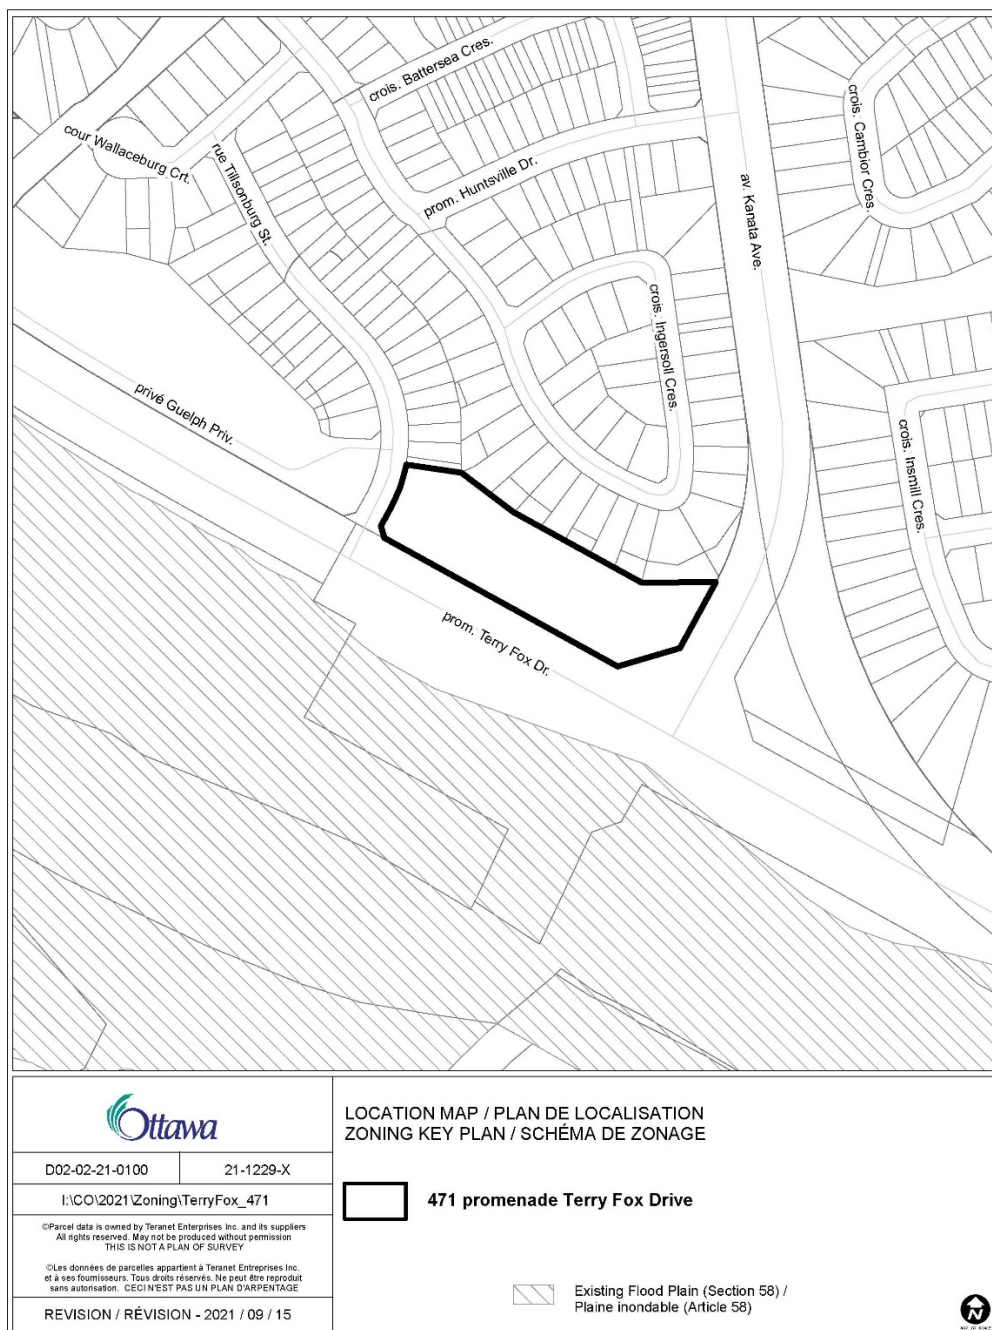 crois. Battersea Cres.
cour Wallaceburg Crt.
rue Tillsonburg St.
prom. Huntsville Dr.
av. Kanata Ave.
crois. Cambior Cres.
crois. Ingersoll Cres.
privé Guelph Priv.
crois. Insmill Cres.
prom. Terry Fox Dr.
Ottawa
D02-02-21-0100
21-1229-X
I:\CO\2021\Zoning\TerryFox_471
©Parcel data is owned by Teranet Enterprises Inc. and its suppliers
All rights reserved. May not be produced without permission
THIS IS NOT A PLAN OF SURVEY
©Les données de parcelles appartient à Teranet Entreprises Inc.
et à ses fournisseurs. Tous droits réservés. Ne peut être reproduit
sans autorisation. CECI N'EST PAS UN PLAN D'ARPENTAGE
REVISION / RÉVISION - 2021 / 09 / 15
LOCATION MAP / PLAN DE LOCALISATION
ZONING KEY PLAN / SCHÉMA DE ZONAGE
471 promenade Terry Fox Drive
Existing Flood Plain (Section 58) /
Plaine inondable (Article 58)
N
NOT TO SCALE